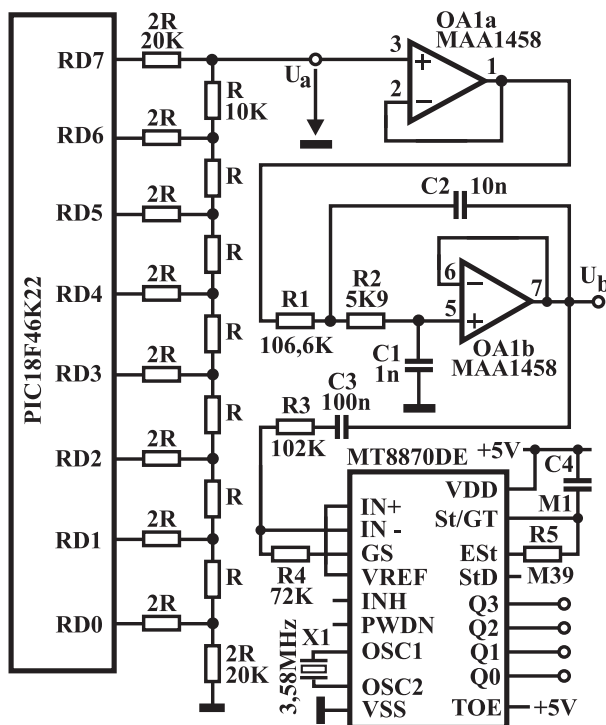 PIC18F46K22
RD7
RD6
RD5
RD4
RD3
RD2
RD1
RD0
2R
20K
2R
2R
2R
2R
2R
2R
2R
R
10K
R
R
R
R
R
R
2R
20K
Ua
3
2
1
OA1a
MAA1458
C2
10n
R1
106,6K
R2
5K9
C1
1n
6
5
7
Ub
OA1b
MAA1458
C3
100n
R3
102K
R4
72K
MT8870DE
IN+
IN -
GS
VREF
INH
PWDN
OSC1
OSC2
VSS
VDD
St/GT
ESt
StD
Q3
Q2
Q1
Q0
TOE
+5V
C4
M1
R5
M39
+5V
X1
3,58MHz